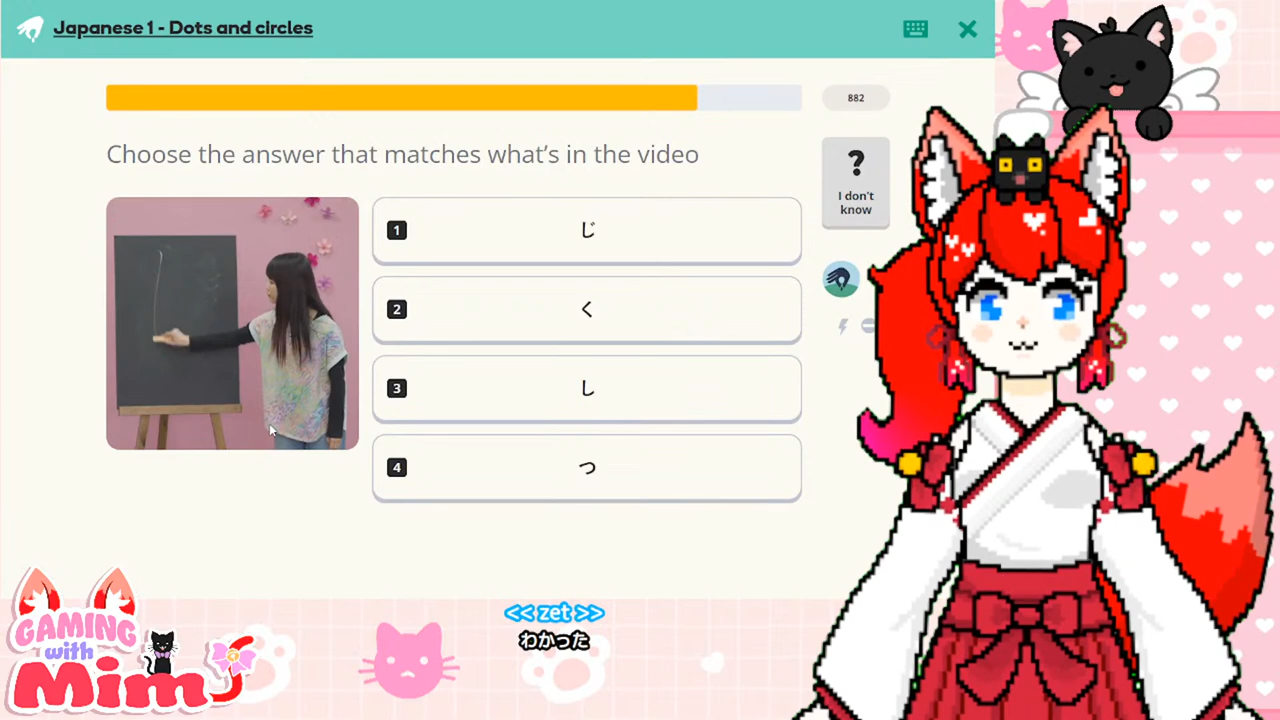 Japanese 1 - Dots and circles
882
Choose the answer that matches what's in the video
?
I don't
know
1 じ
2 く
3 し
4 つ
<< zet >>
わかった
GAMING
with
Mim